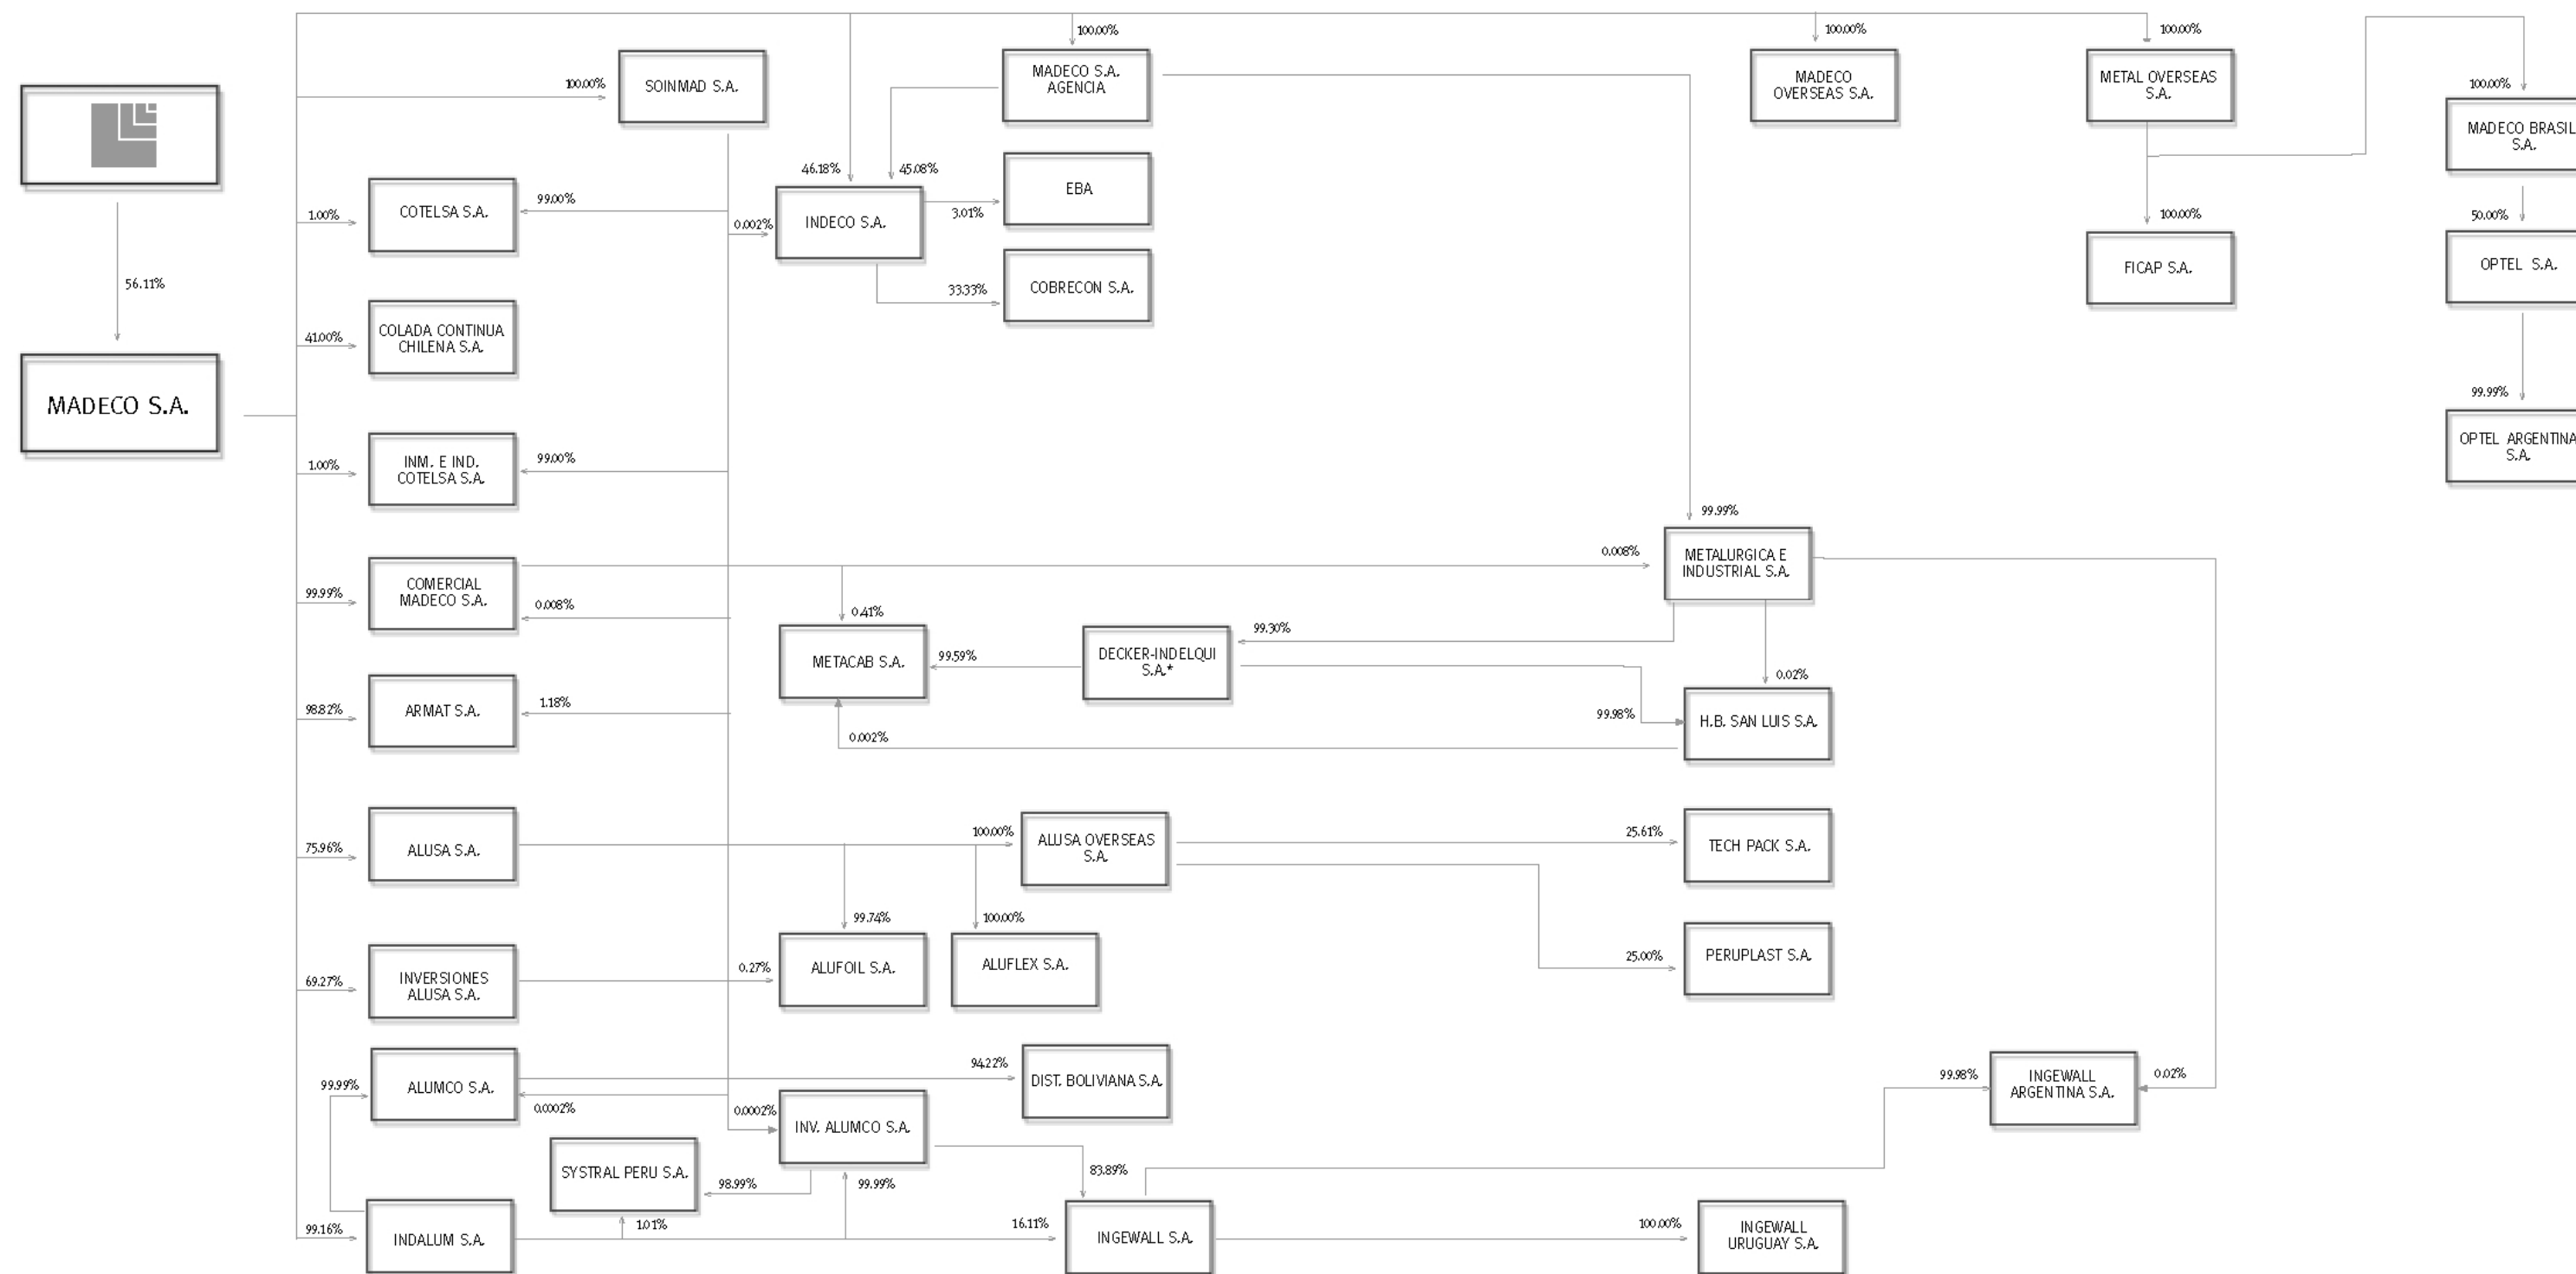 100.00%
100.00%
100.00%
SOINMAD S.A.
100.00%
MADECO S.A.
AGENCIA
MADECO
OVERSEAS S.A.
METAL OVERSEAS
S.A.
100.00%
MADECO BRASIL
S.A.
46.18%
45.08%
EBA
3.01%
COTELSA S.A.
1.00%
99.00%
0.002%
INDECO S.A.
100.00%
50.00%
FICAP S.A.
OPTEL S.A.
56.11%
33.33%
COBRECON S.A.
COLADA CONTINUA
CHILENA S.A.
41.00%
MADECO S.A.
99.99%
OPTEL ARGENTINA
S.A.
INM. E IND.
COTELSA S.A.
1.00%
99.00%
99.99%
0.008%
METALURGICA E
INDUSTRIAL S.A.
COMERCIAL
MADECO S.A.
99.99%
0.008%
0.41%
99.30%
METACAB S.A.
99.59%
DECKER-INDELQUI
S.A.*
0.02%
98.82%
ARMAT S.A.
1.18%
0.002%
99.98%
H.B. SAN LUIS S.A.
75.96%
ALUSA S.A.
100.00%
ALUSA OVERSEAS
S.A.
25.61%
TECH PACK S.A.
99.74%
100.00%
69.27%
INVERSIONES
ALUSA S.A.
0.27%
ALUFOIL S.A.
ALUFLEX S.A.
25.00%
PERUPLAST S.A.
99.99%
ALUMCO S.A.
94.22%
DIST. BOLIVIANA S.A.
99.98%
INGEWALL
ARGENTINA S.A.
0.02%
0.0002%
0.0002%
INV. ALUMCO S.A.
SYSTRAL PERU S.A.
98.99%
99.99%
83.89%
99.16%
INDALUM S.A.
1.01%
16.11%
INGEWALL S.A.
100.00%
INGEWALL
URUGUAY S.A.